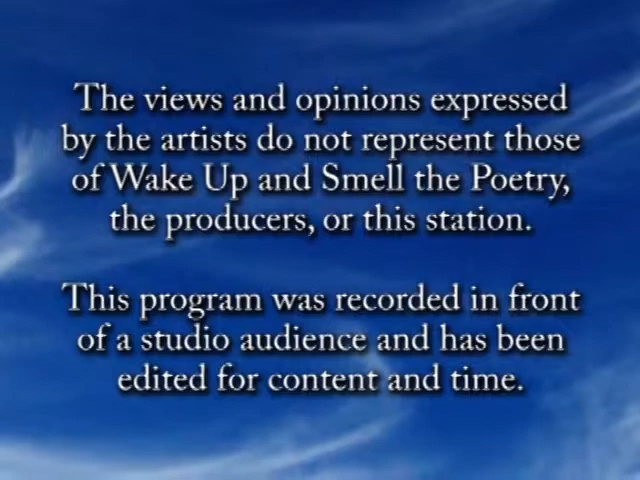 The views and opinions expressed
by the artists do not represent those
of Wake Up and Smell the Poetry,
the producers, or this station.
This program was recorded in front
of a studio audience and has been
edited for content and time.